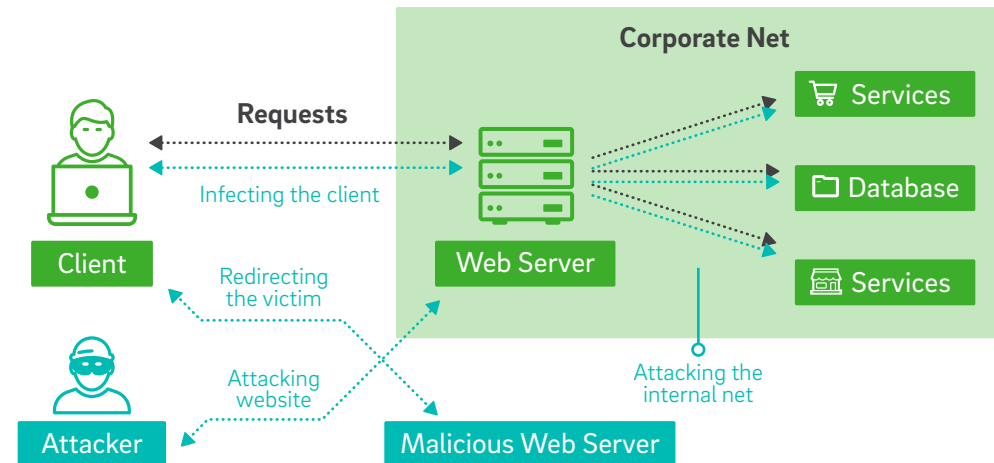 Corporate Net
Requests
Infecting the client
Client
Web Server
Services
Database
Services
Redirecting
the victim
Attacking
website
Attacking the
internal net
Attacker
Malicious Web Server